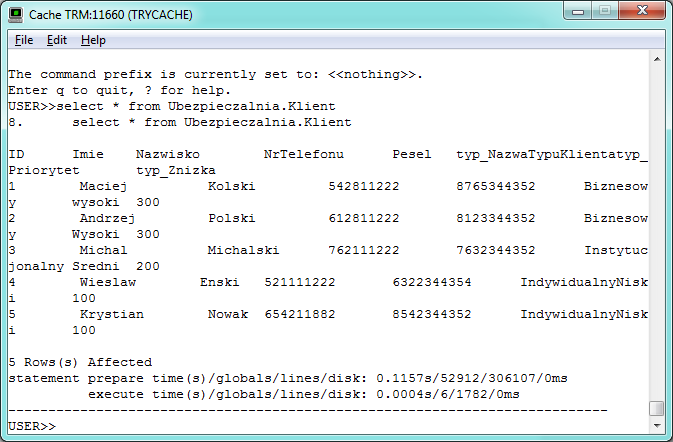 Cache TRM:11660 (TRYCACHE)
File Edit Help
The command prefix is currently set to: <<nothing>>.
Enter q to quit, ? for help.
USER>>select * from Ubezpieczalnia.Klient
8.      select * from Ubezpieczalnia.Klient
ID      Imie    Nazwisko        NrTelefonu      Pesel   typ_NazwaTypuKlientatyp_
Priorytet       typ_Znizka
1        Maciej          Kolski         542811222       8765344352      Biznesow
y       wysoki  300
2        Andrzej         Polski         612811222       8123344352      Biznesow
y       Wysoki  300
3        Michal          Michalski      762111222       7632344352      Instytuc
jonalny Sredni  200
4        Wieslaw        Enski   521111222       6322344354      IndywidualnyNisk
i       100
5        Krystian        Nowak  654211882       8542344352      IndywidualnyNisk
i       100
5 Rows(s) Affected
statement prepare time(s)/globals/lines/disk: 0.1157s/52912/306107/0ms
          execute time(s)/globals/lines/disk: 0.0004s/6/1782/0ms
---------------------------------------------------------------------------
USER>>